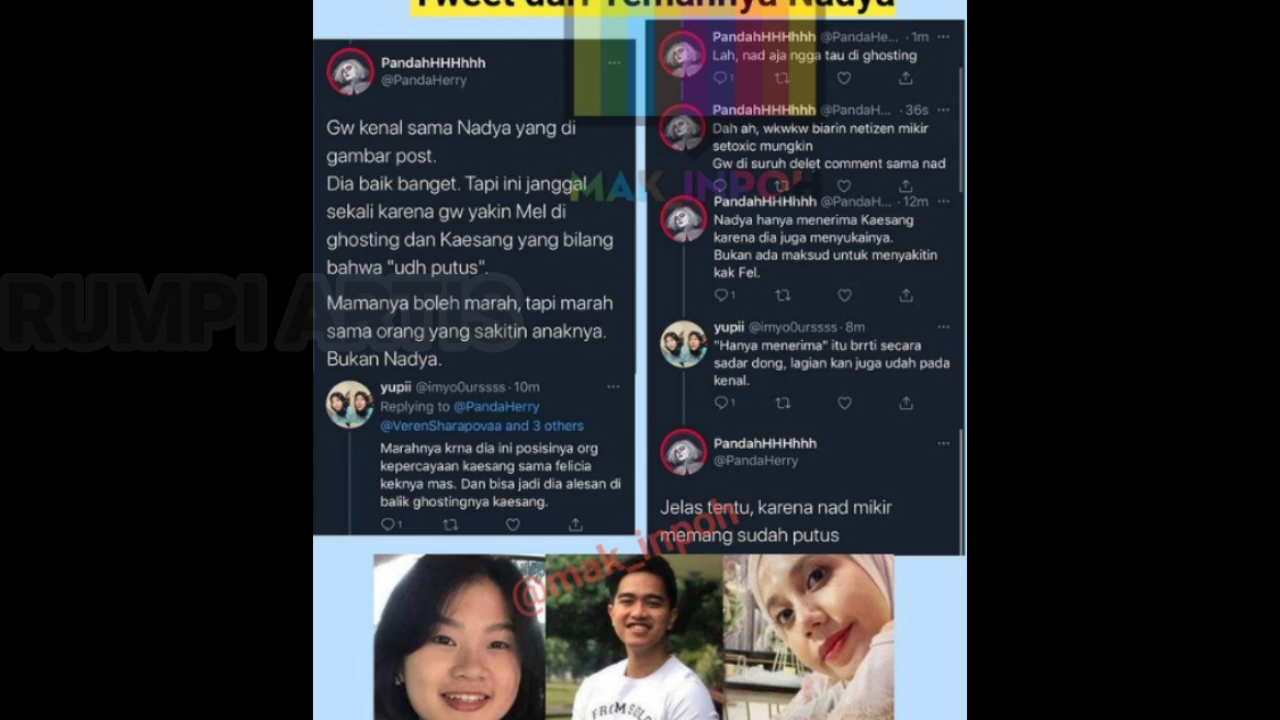 Tweet dari Temannya Nadya
PandahHHHhhh
@PandaHerry
Gw kenal sama Nadya yang di
gambar post.
Dia baik banget. Tapi ini janggal
sekali karena gw yakin Mel di
ghosting dan Kaesang yang bilang
bahwa "udh putus".
Mamanya boleh marah, tapi marah
sama orang yang sakitin anaknya.
Bukan Nadya.
yupii @imyo0urssss · 10m
Replying to @PandaHerry
@VerenSharapovaa and 3 others
Marahnya krna dia ini posisinya org
kepercayaan kaesang sama felicia
keknya mas. Dan bisa jadi dia alesan di
balik ghostingnya kaesang.
1
PandahHHHhhh @PandaHe... · 1m
Lah, nad aja ngga tau di ghosting
1
PandahHHHhhh @PandaH... · 36s
Dah ah, wkwkw biarin netizen mikir
setoxic mungkin
Gw di suruh delet comment sama nad
PandahHHHhhh @PandaH... · 12m
Nadya hanya menerima Kaesang
karena dia juga menyukainya.
Bukan ada maksud untuk menyakitin
kak Fel.
1
yupii @imyo0urssss · 8m
"Hanya menerima" itu brrti secara
sadar dong, lagian kan juga udah pada
kenal.
1
PandahHHHhhh
@PandaHerry
Jelas tentu, karena nad mikir
memang sudah putus
MAK INPOH
RUMPI ARTIS
@mak_inpoh
FROM SOLO